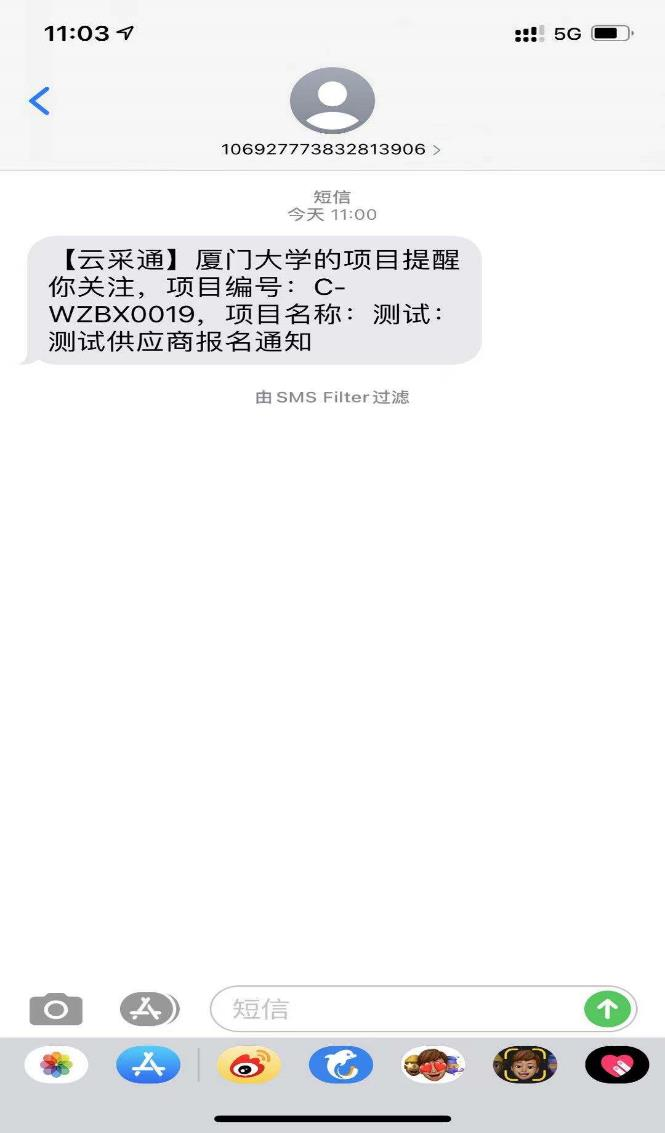 11:03
5G
106927773832813906
短信
今天 11:00
【云采通】厦门大学的项目提醒
你关注，项目编号：C-
WZBX0019，项目名称：测试：
测试供应商报名通知
由SMS Filter过滤
短信